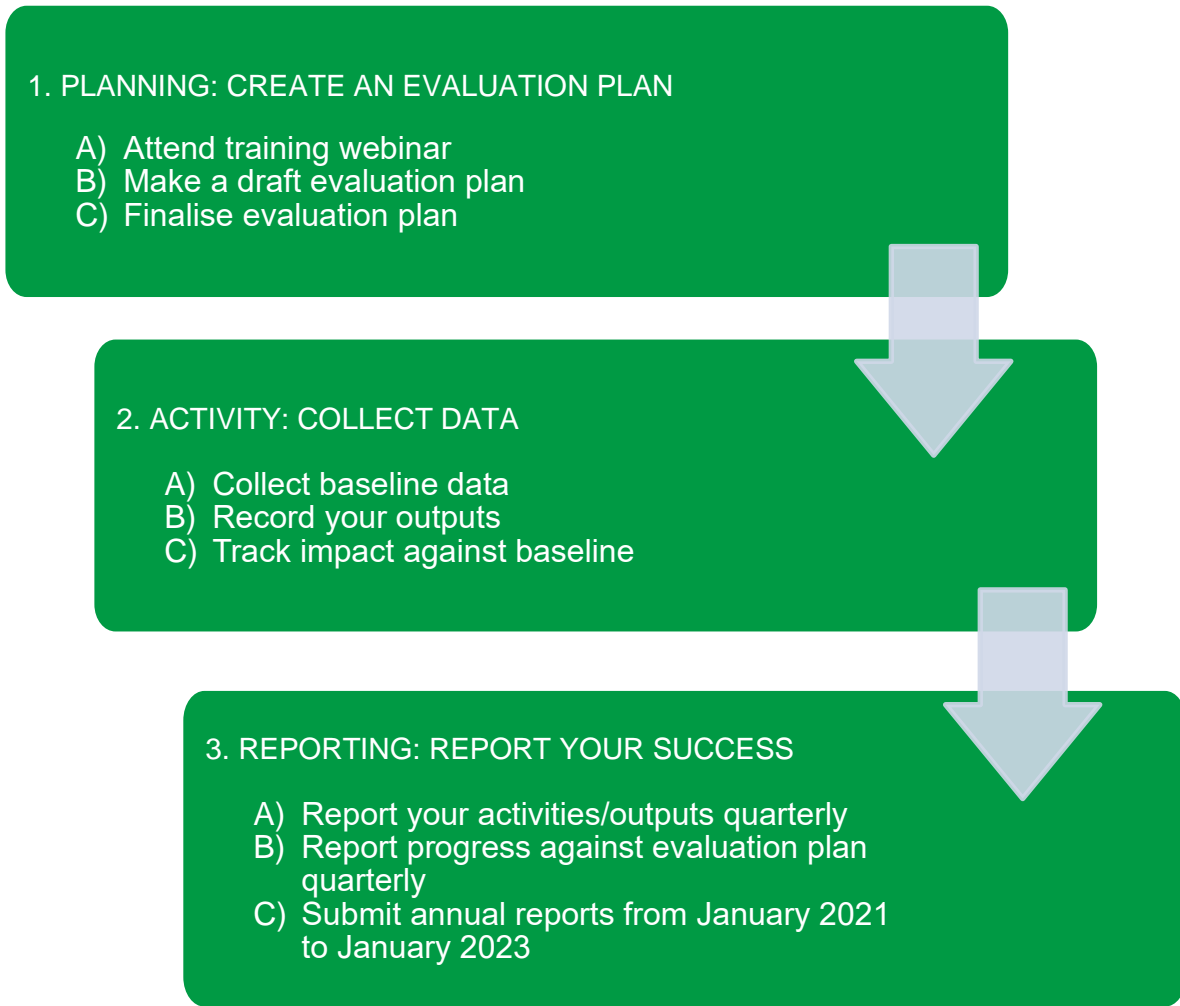 1. PLANNING: CREATE AN EVALUATION PLAN
A) Attend training webinar
B) Make a draft evaluation plan
C) Finalise evaluation plan
2. ACTIVITY: COLLECT DATA
A) Collect baseline data
B) Record your outputs
C) Track impact against baseline
3. REPORTING: REPORT YOUR SUCCESS
A) Report your activities/outputs quarterly
B) Report progress against evaluation plan
quarterly
C) Submit annual reports from January 2021
to January 2023